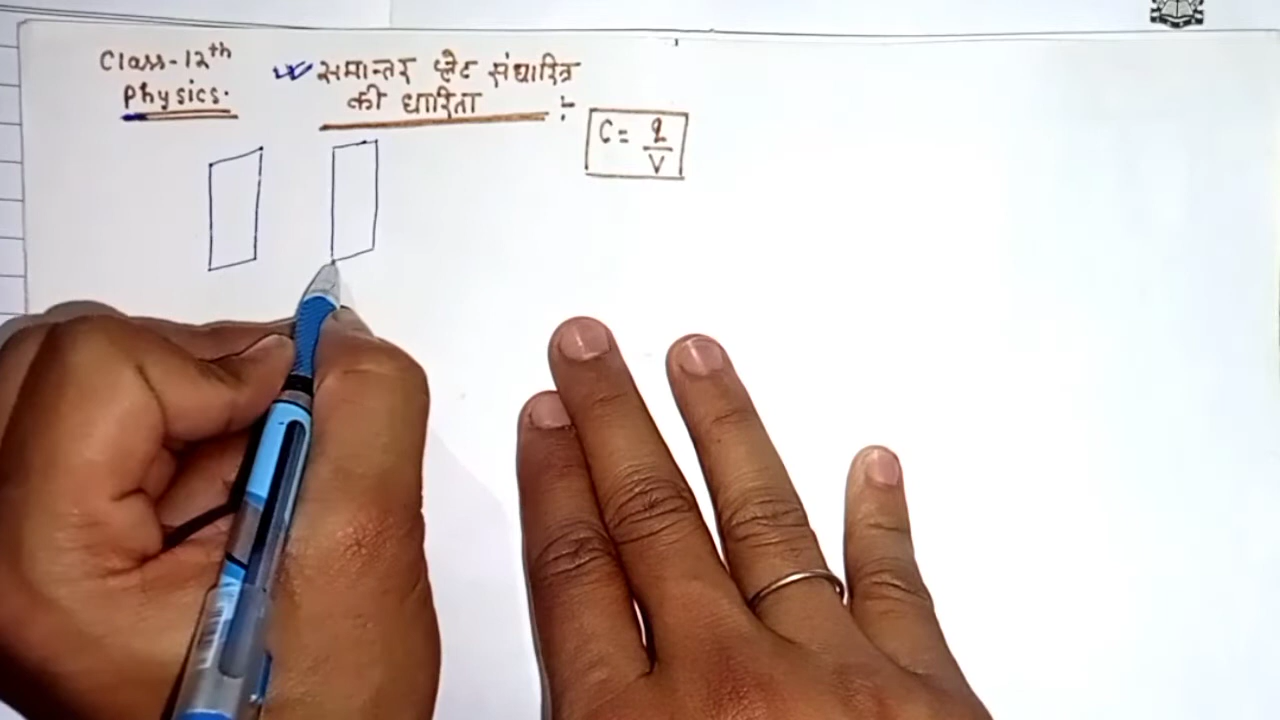 Class-12th
Physics.
समान्तर प्लेट संधारित्र
की धारिता :-
C = q/V